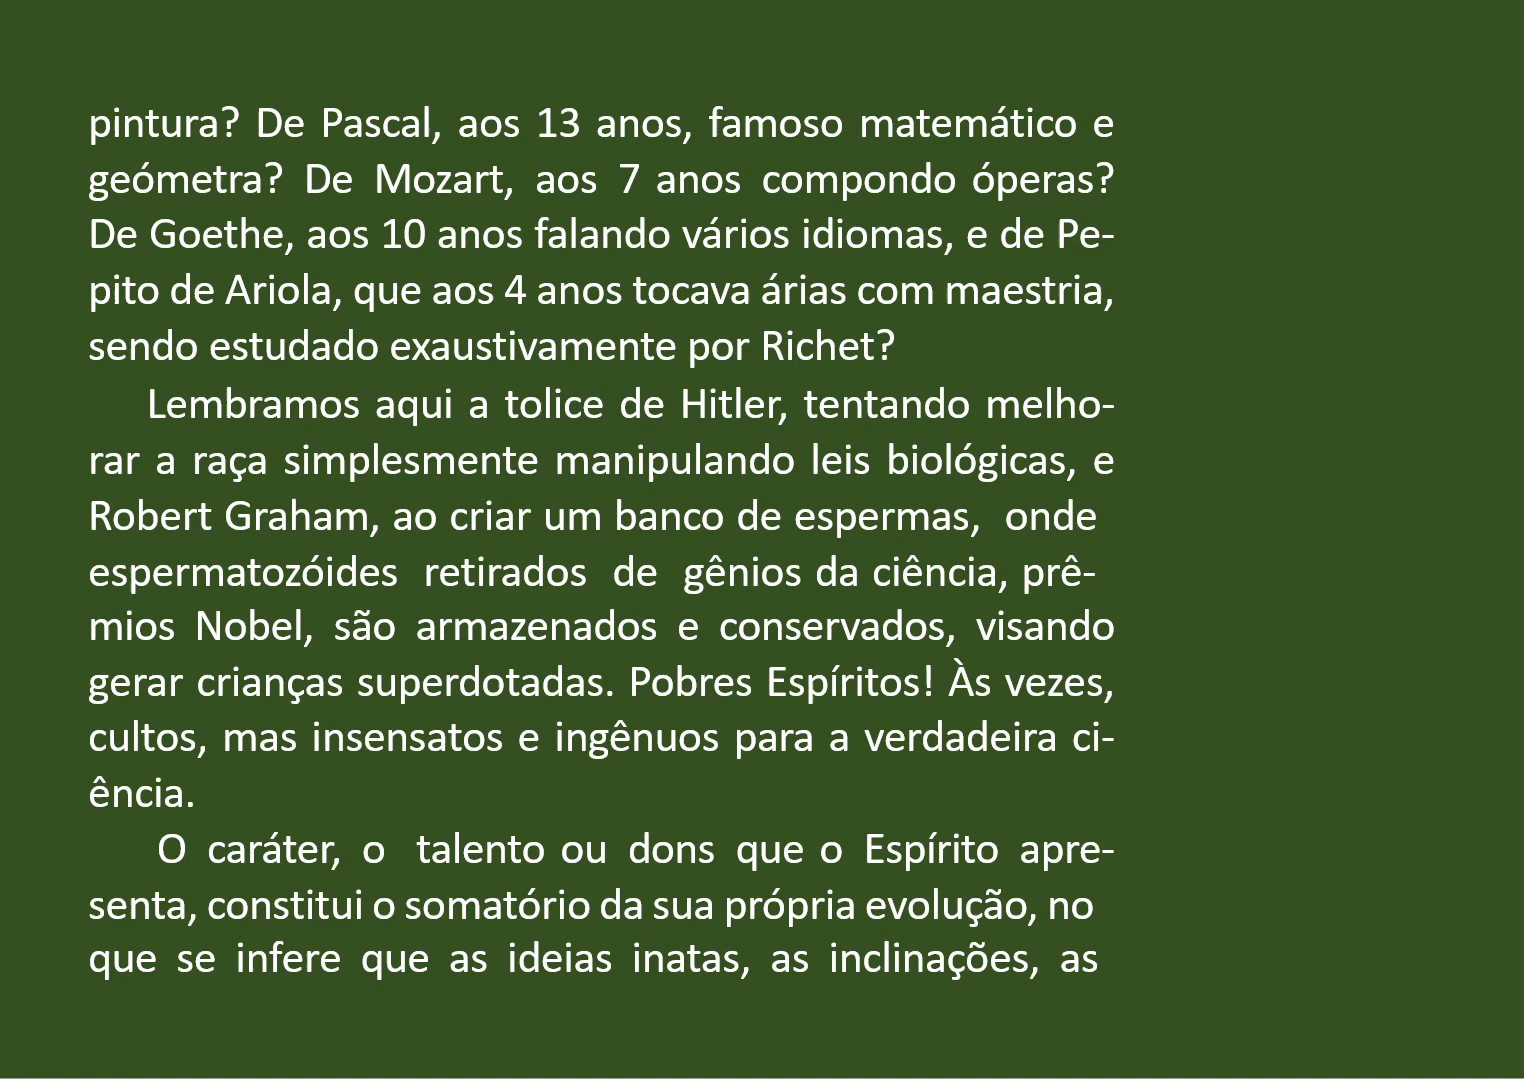 pintura? De Pascal, aos 13 anos, famoso matemático e
geómetra? De Mozart, aos 7 anos compondo óperas?
De Goethe, aos 10 anos falando vários idiomas, e de Pe-
pito de Ariola, que aos 4 anos tocava árias com maestria,
sendo estudado exaustivamente por Richet?
Lembramos aqui a tolice de Hitler, tentando melho-
rar a raça simplesmente manipulando leis biológicas, e
Robert Graham, ao criar um banco de espermas, onde
espermatozóides retirados de gênios da ciência, prê-
mios Nobel, são armazenados e conservados, visando
gerar crianças superdotadas. Pobres Espíritos! Às vezes,
cultos, mas insensatos e ingênuos para a verdadeira ci-
ência.
O caráter, o talento ou dons que o Espírito apre-
senta, constitui o somatório da sua própria evolução, no
que se infere que as ideias inatas, as inclinações, as